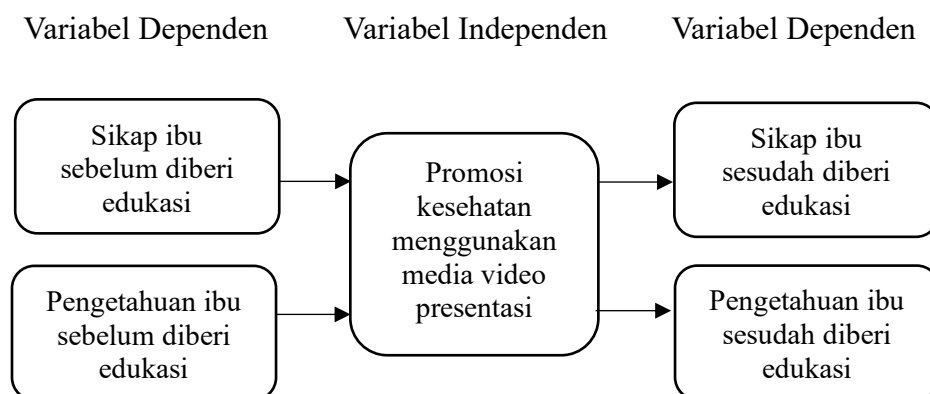 Variabel Dependen
Variabel Independen
Variabel Dependen
Sikap ibu
sebelum diberi
edukasi
Pengetahuan ibu
sebelum diberi
edukasi
Promosi
kesehatan
menggunakan
media video
presentasi
Sikap ibu
sesudah diberi
edukasi
Pengetahuan ibu
sesudah diberi
edukasi